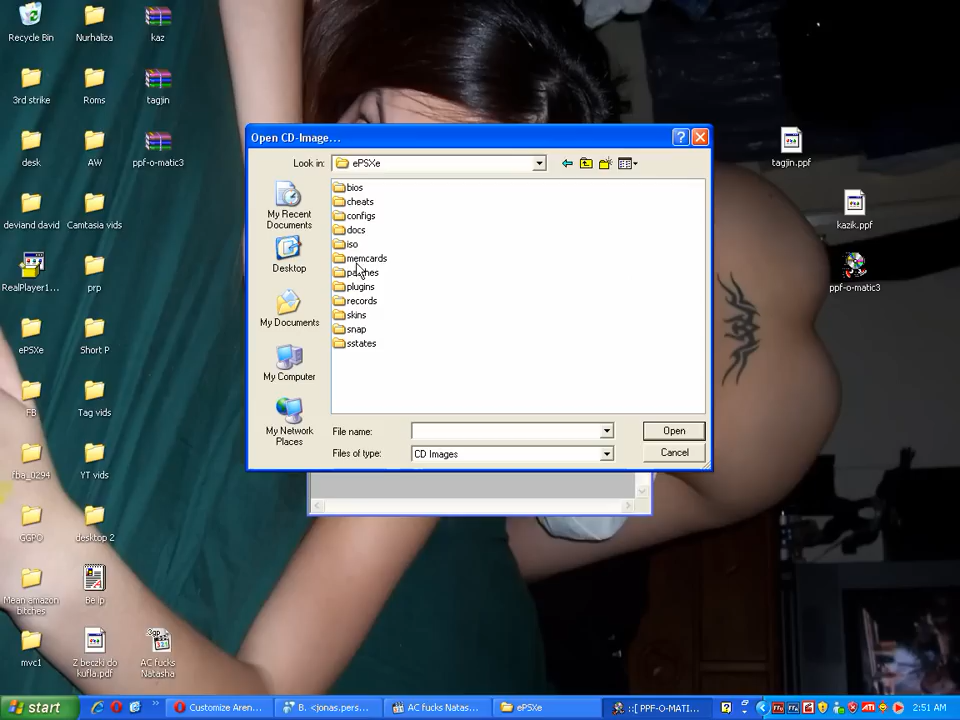 Recycle Bin
Nurhaliza
kaz
3rd strike
Roms
tagjin
desk
AW
ppf-o-matic3
deviand david
Camtasia vids
RealPlayer1...
prp
ePSXe
Short P
FB
Tag vids
fba_0294
YT vids
GGPO
desktop 2
Mean amazon
bitches
Be ip
mvc1
Z beczki do
kufla.pdf
.3gp
AC fucks
Natasha
tagjin.ppf
kazik.ppf
ppf-o-matic3
Open CD-Image...
Look in:
ePSXe
My Recent
Documents
Desktop
My Documents
My Computer
My Network
Places
bios
cheats
configs
docs
iso
memcards
patches
plugins
records
skins
snap
sstates
File name:
Open
Files of type:
CD Images
Cancel
start
Customize Aren...
B. <jonas.pers...
AC fucks Natas...
ePSXe
::[ PPF-O-MATI...
2:51 AM